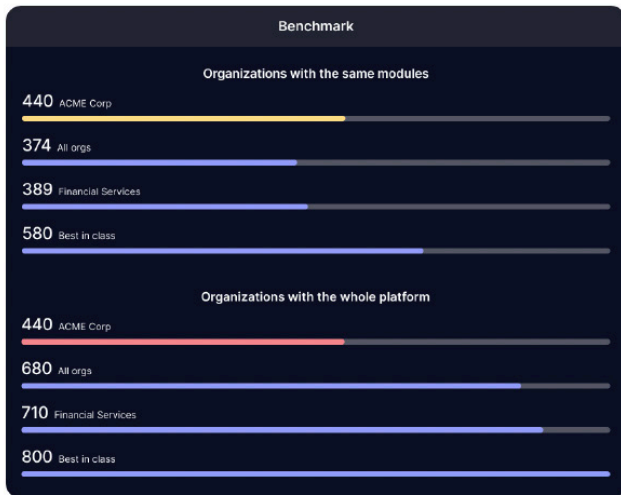 Benchmark
Organizations with the same modules
440 ACME Corp
374 All orgs
389 Financial Services
580 Best in class
Organizations with the whole platform
440 ACME Corp
680 All orgs
710 Financial Services
800 Best in class